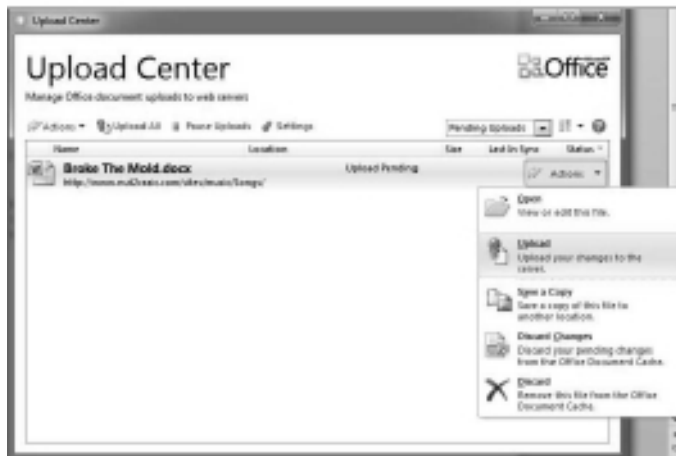 Upload Center
Upload Center
Office
Manage Office document uploads to web servers
Actions Upload All Pause Uploads Settings Pending Uploads
Name Location Size Last In Sync Status
Broke The Mold.docx Upload Pending Actions
Open
View or edit this file.
Upload
Upload your changes to the
server.
Save a Copy
Save a copy of this file to
another location.
Discard Changes
Discard your pending changes
from the Office Document Cache.
Discard
Remove this file from the Office
Document Cache.